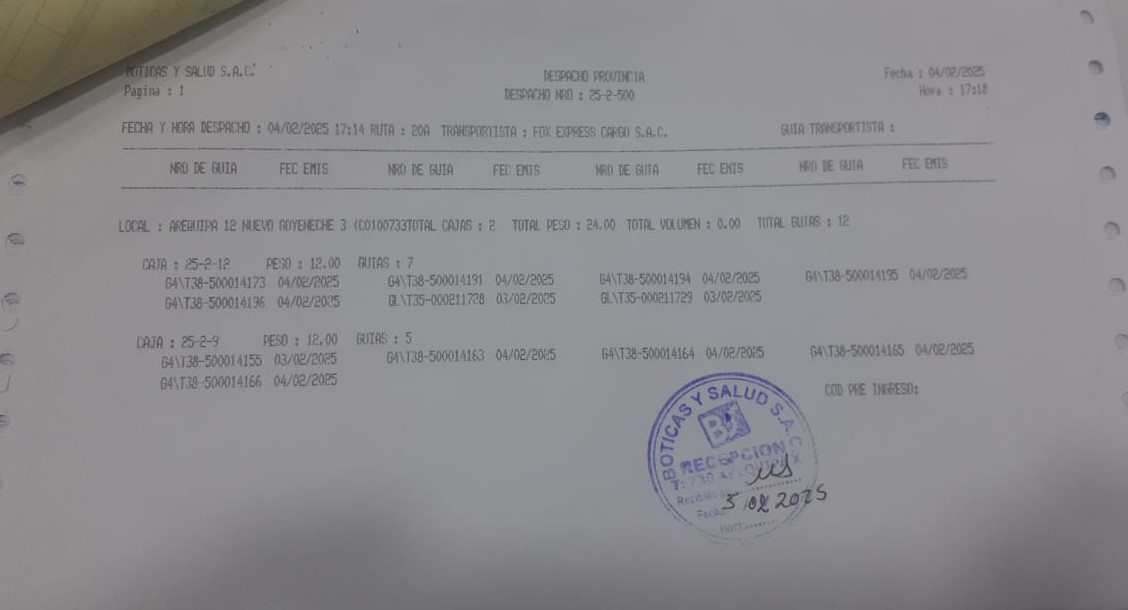 BOTICAS Y SALUD S.A.C. DESPACHO PROVINCIA Fecha : 04/02/2025
Pagina : 1 DESPACHO NRO : 25-2-500 Hora : 17:18
FECHA Y HORA DESPACHO : 04/02/2025 17:14 RUTA : 20A TRANSPORTISTA : FOX EXPRESS CARGO S.A.C. GUIA TRANSPORTISTA :
NRO DE GUIA FEC EMIS NRO DE GUIA FEC EMIS NRO DE GUIA FEC EMIS NRO DE GUIA FEC EMIS
LOCAL : AREQUIPA 12 NUEVO GOYENECHE 3 (C0100733TOTAL CAJAS : 2 TOTAL PESO : 24.00 TOTAL VOLUMEN : 0.00 TOTAL GUIAS : 12
CAJA : 25-2-12 PESO : 12.00 GUIAS : 7
G4\T38-500014173 04/02/2025 G4\T38-500014191 04/02/2025 G4\T38-500014194 04/02/2025 G4\T38-500014195 04/02/2025
G4\T38-500014196 04/02/2025 GL\T35-000211728 03/02/2025 GL\T35-000211729 03/02/2025
CAJA : 25-2-9 PESO : 12.00 GUIAS : 5
G4\T38-500014155 03/02/2025 G4\T38-500014163 04/02/2025 G4\T38-500014164 04/02/2025 G4\T38-500014165 04/02/2025
G4\T38-500014166 04/02/2025
COD PRE INGRESO:
BOTICAS Y SALUD S.A.C.
RECEPCION
Fecha 5 02 2025